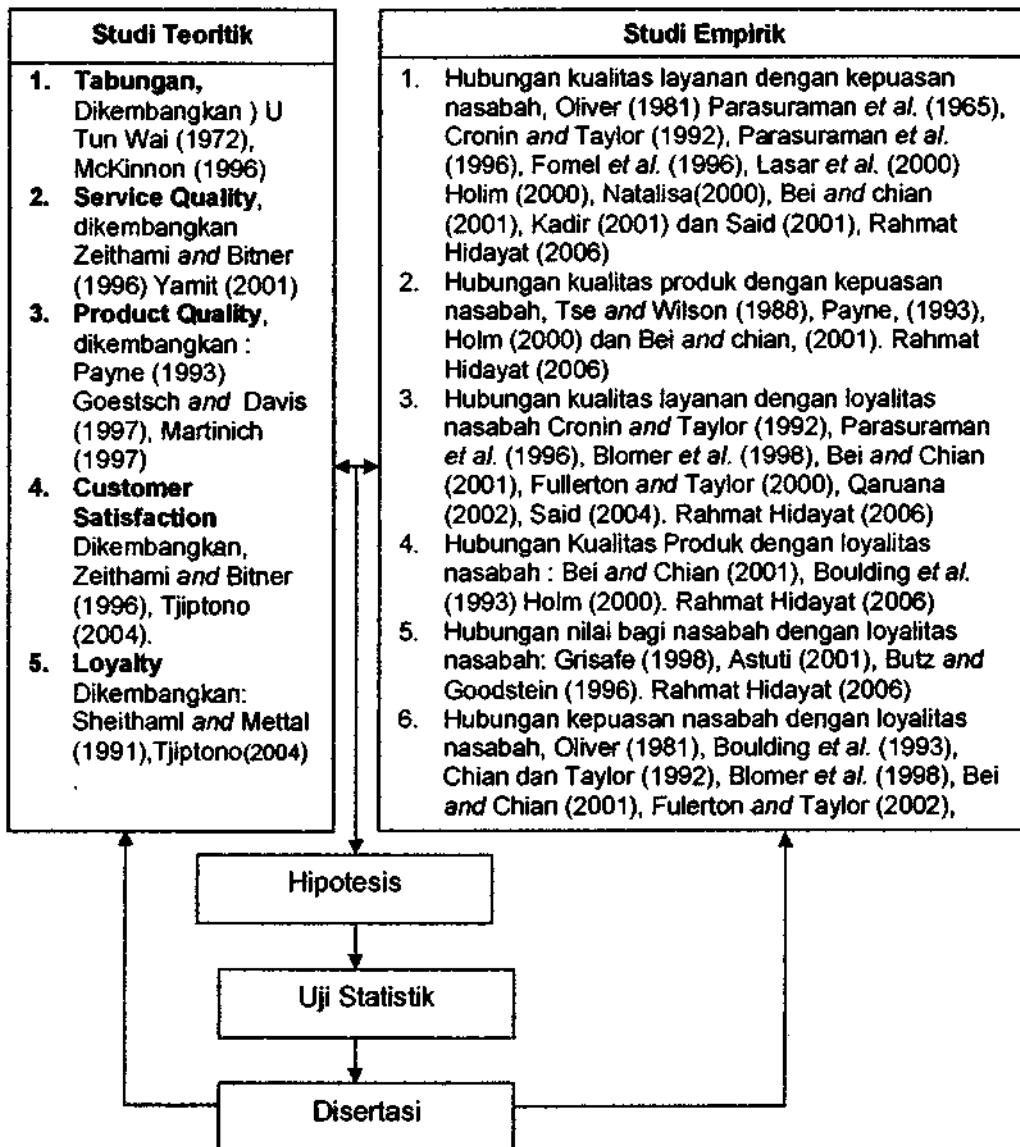 Studi Teoritik
1. Tabungan,
Dikembangkan ) U
Tun Wai (1972),
McKinnon (1996)
2. Service Quality,
dikembangkan
Zeithami and Bitner
(1996) Yamit (2001)
3. Product Quality,
dikembangkan :
Payne (1993)
Goestsch and Davis
(1997), Martinich
(1997)
4. Customer
Satisfaction
Dikembangkan,
Zeithami and Bitner
(1996), Tjiptono
(2004).
5. Loyalty
Dikembangkan:
Sheithaml and Mettal
(1991),Tjiptono(2004)
.
Studi Empirik
1. Hubungan kualitas layanan dengan kepuasan
nasabah, Oliver (1981) Parasuraman et al. (1965),
Cronin and Taylor (1992), Parasuraman et al.
(1996), Fomel et al. (1996), Lasar et al. (2000)
Holim (2000), Natalisa(2000), Bei and chian
(2001), Kadir (2001) dan Said (2001), Rahmat
Hidayat (2006)
2. Hubungan kualitas produk dengan kepuasan
nasabah, Tse and Wilson (1988), Payne, (1993),
Holm (2000) dan Bei and chian, (2001). Rahmat
Hidayat (2006)
3. Hubungan kualitas layanan dengan loyalitas
nasabah Cronin and Taylor (1992), Parasuraman
et al. (1996), Blomer et al. (1998), Bei and Chian
(2001), Fullerton and Taylor (2000), Qaruana
(2002), Said (2004). Rahmat Hidayat (2006)
4. Hubungan Kualitas Produk dengan loyalitas
nasabah : Bei and Chian (2001), Boulding et al.
(1993) Holm (2000). Rahmat Hidayat (2006)
5. Hubungan nilai bagi nasabah dengan loyalitas
nasabah: Grisafe (1998), Astuti (2001), Butz and
Goodstein (1996). Rahmat Hidayat (2006)
6. Hubungan kepuasan nasabah dengan loyalitas
nasabah, Oliver (1981), Boulding et al. (1993),
Chian dan Taylor (1992), Blomer et al. (1998), Bei
and Chian (2001), Fulerton and Taylor (2002),
Hipotesis
Uji Statistik
Disertasi